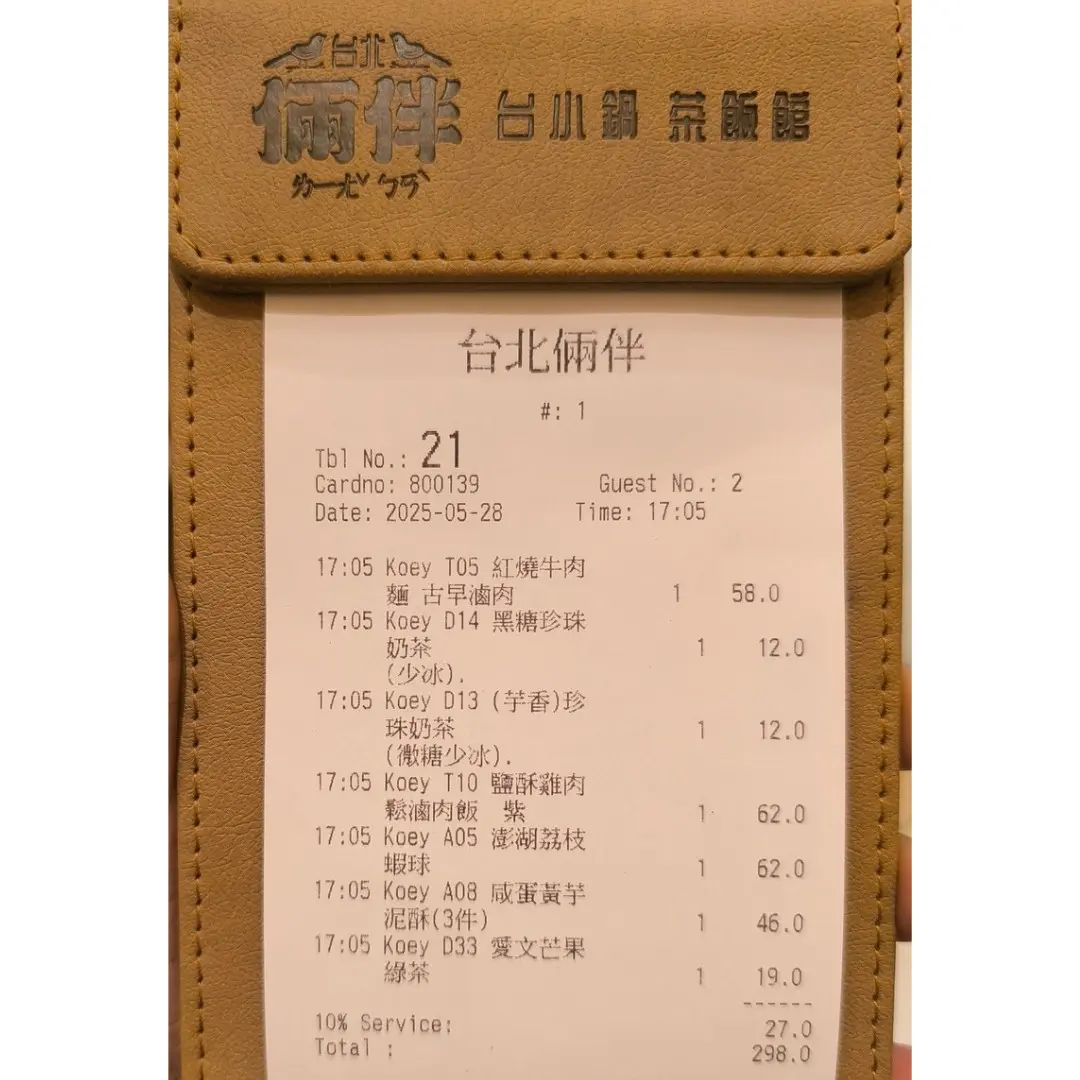 台北
倆伴 台小鍋 菜飯館
ㄌㄧㄤˇ ㄅㄢˋ
台北倆伴
#: 1
Tbl No.: 21
Cardno: 800139 Guest No.: 2
Date: 2025-05-28 Time: 17:05
17:05 Koey T05 紅燒牛肉
麵 古早滷肉 1 58.0
17:05 Koey D14 黑糖珍珠
奶茶 1 12.0
(少冰).
17:05 Koey D13 (芋香)珍
珠奶茶 1 12.0
(微糖少冰).
17:05 Koey T10 鹽酥雞肉
鬆滷肉飯 紫 1 62.0
17:05 Koey A05 澎湖荔枝
蝦球 1 62.0
17:05 Koey A08 咸蛋黃芋
泥酥(3件) 1 46.0
17:05 Koey D33 愛文芒果
綠茶 1 19.0
------
10% Service: 27.0
Total : 298.0